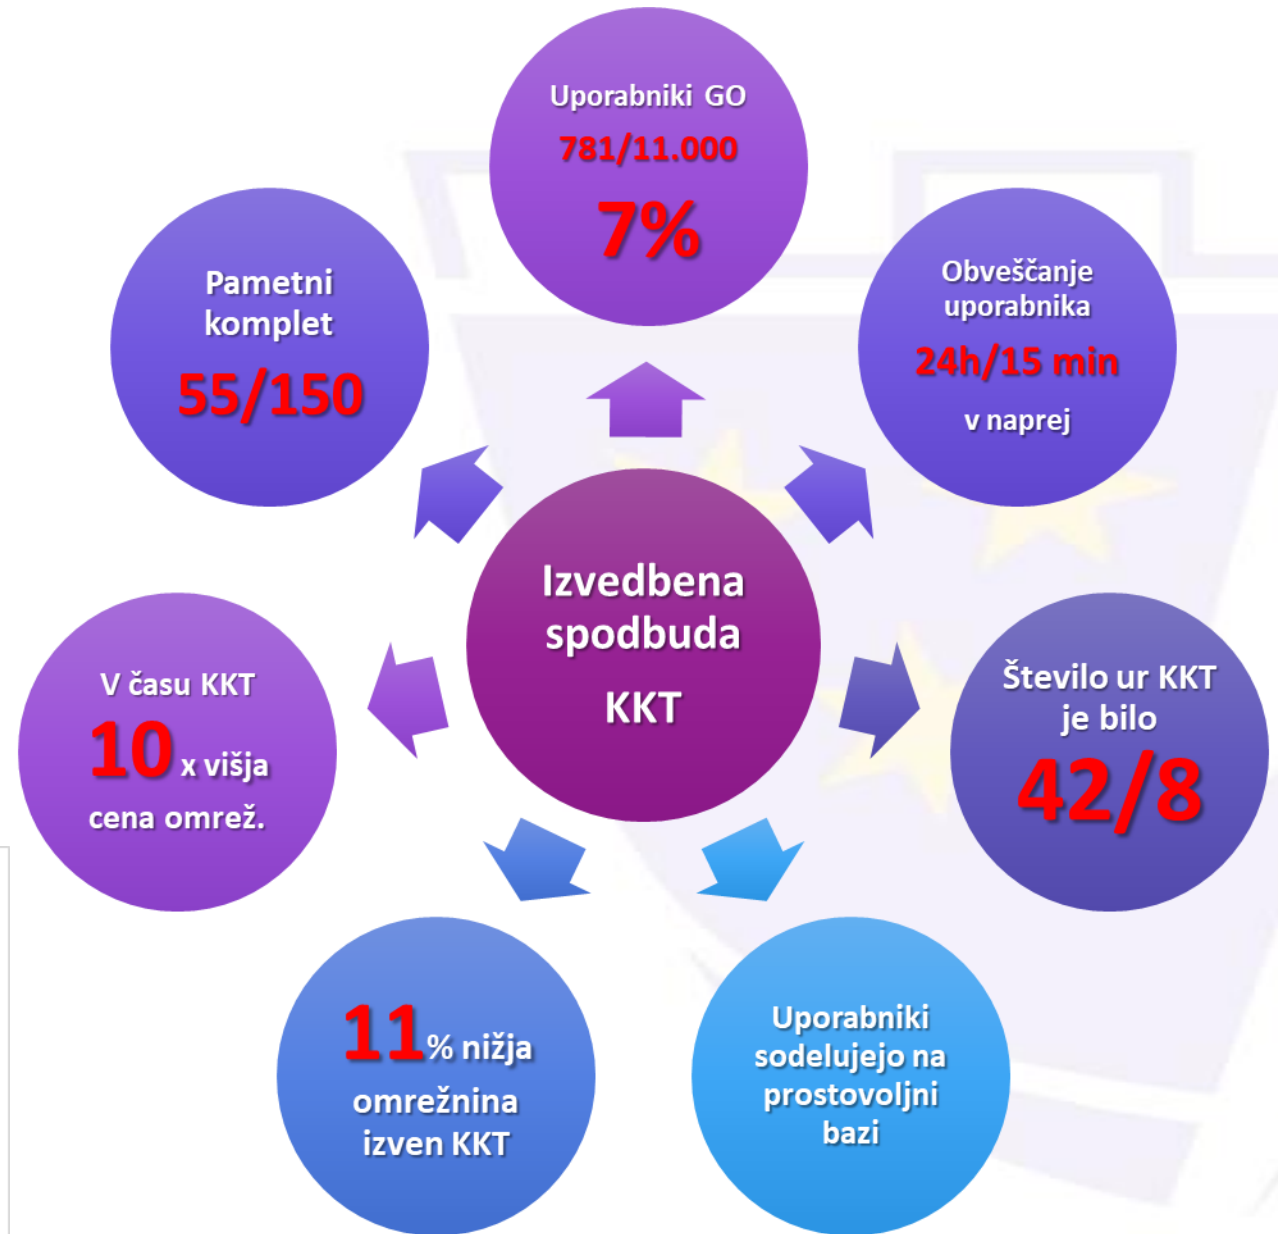 Uporabniki GO
781/11.000
7%
Obveščanje
uporabnika
24h/15 min
v naprej
Število ur KKT
je bilo
42/8
Uporabniki
sodelujejo na
prostovoljni
bazi
11% nižja
omrežnina
izven KKT
V času KKT
10 x višja
cena omrež.
Pametni
komplet
55/150
Izvedbena
spodbuda
KKT